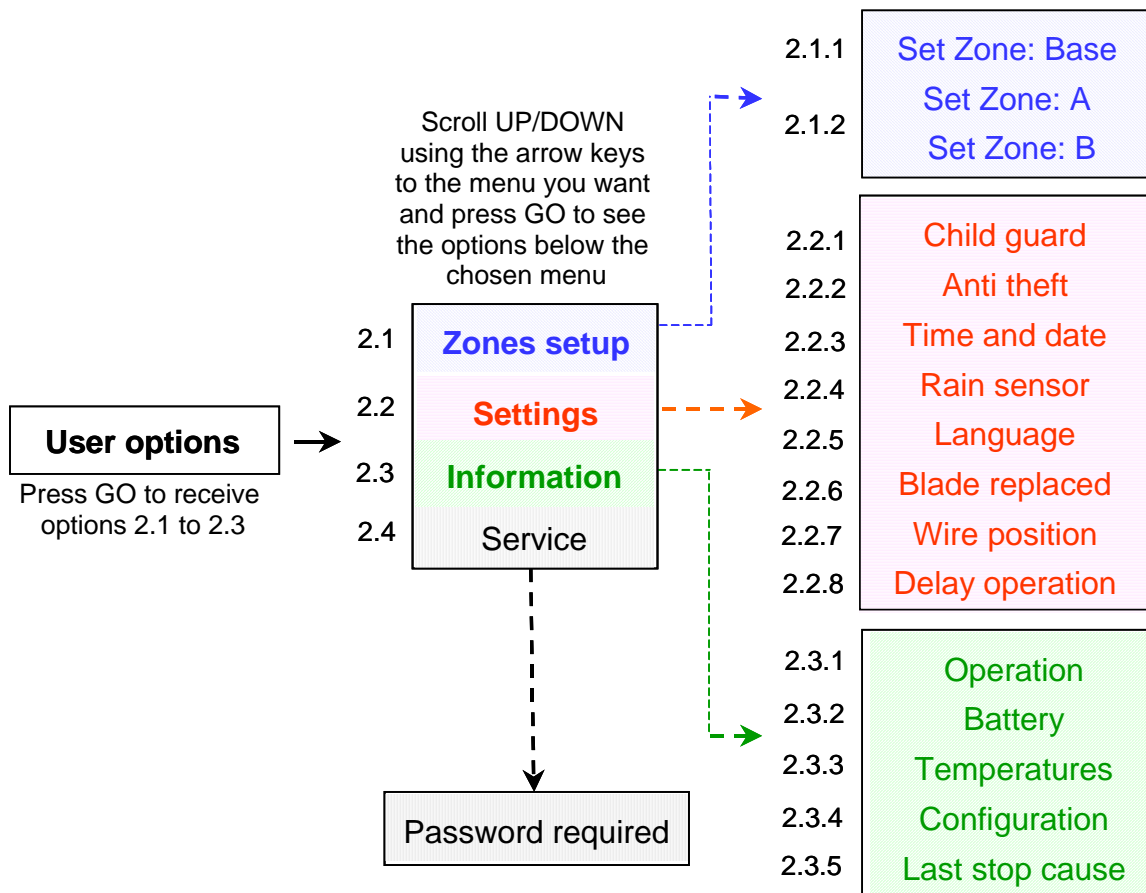 User options
Press GO to receive
options 2.1 to 2.3
Scroll UP/DOWN
using the arrow keys
to the menu you want
and press GO to see
the options below the
chosen menu
2.1 Zones setup
2.2 Settings
2.3 Information
2.4 Service
Password required
2.1.1 Set Zone: Base
2.1.2 Set Zone: A
Set Zone: B
2.2.1 Child guard
2.2.2 Anti theft
2.2.3 Time and date
2.2.4 Rain sensor
2.2.5 Language
2.2.6 Blade replaced
2.2.7 Wire position
2.2.8 Delay operation
2.3.1 Operation
2.3.2 Battery
2.3.3 Temperatures
2.3.4 Configuration
2.3.5 Last stop cause